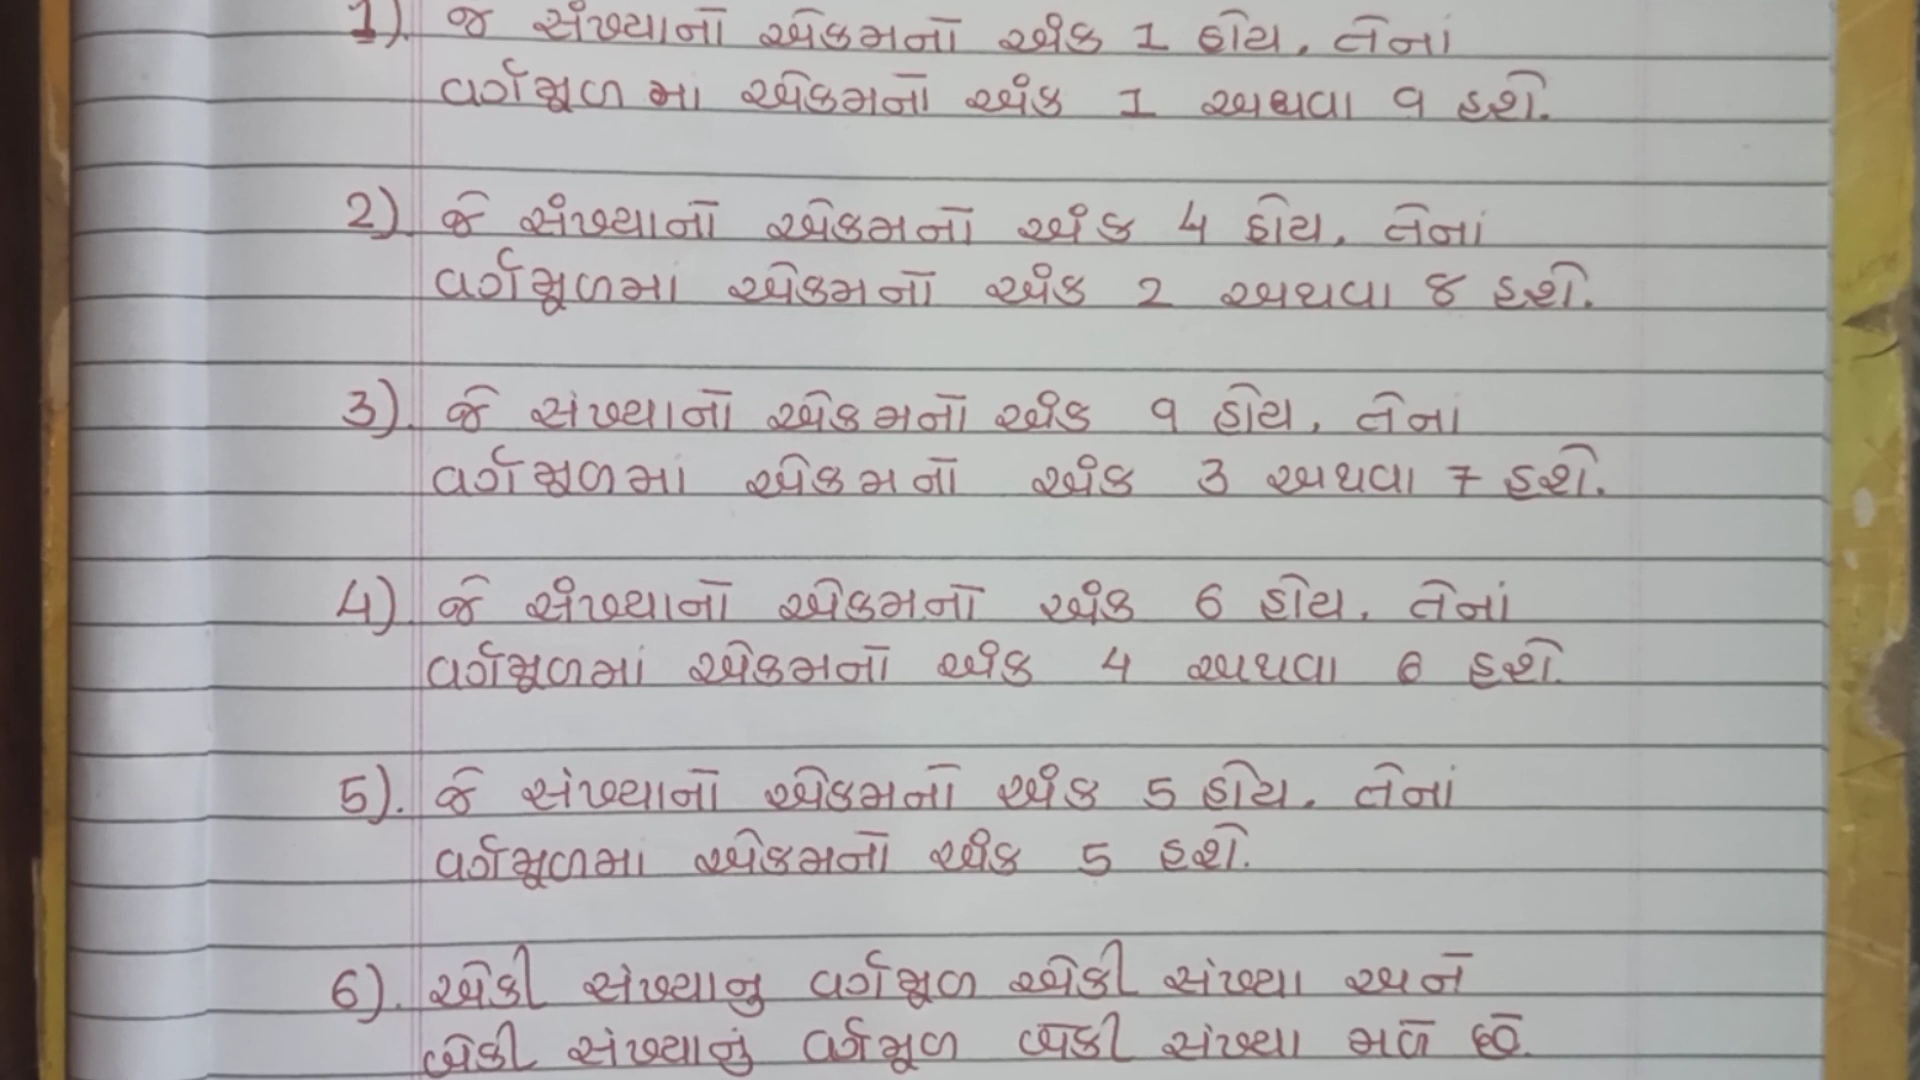 1). જે સંખ્યાનો એકમનો અંક 1 હોય, તેનાં
વર્ગમૂળ મા એકમનો અંક 1 અથવા 9 હશે.
2) જે સંખ્યાનો એકમનો અંક 4 હોય, તેનાં
વર્ગમૂળમા એકમનો અંક 2 અથવા 8 હશે.
3) જે સંખ્યાનો એકમનો અંક 9 હોય, તેના
વર્ગમૂળમા એકમનો અંક 3 અથવા 7 હશે.
4) જે સંખ્યાનો એકમનો અંક 6 હોય, તેનાં
વર્ગમૂળમાં એકમનો અંક 4 અથવા 6 હશે.
5). જે સંખ્યાનો એકમનો અંક 5 હોય, તેનાં
વર્ગમૂળમા એકમનો અંક 5 હશે.
6). એકી સંખ્યાનુ વર્ગમૂળ એકી સંખ્યા અને
બેકી સંખ્યાનું વર્ગમૂળ બેકી સંખ્યા મળે છે.